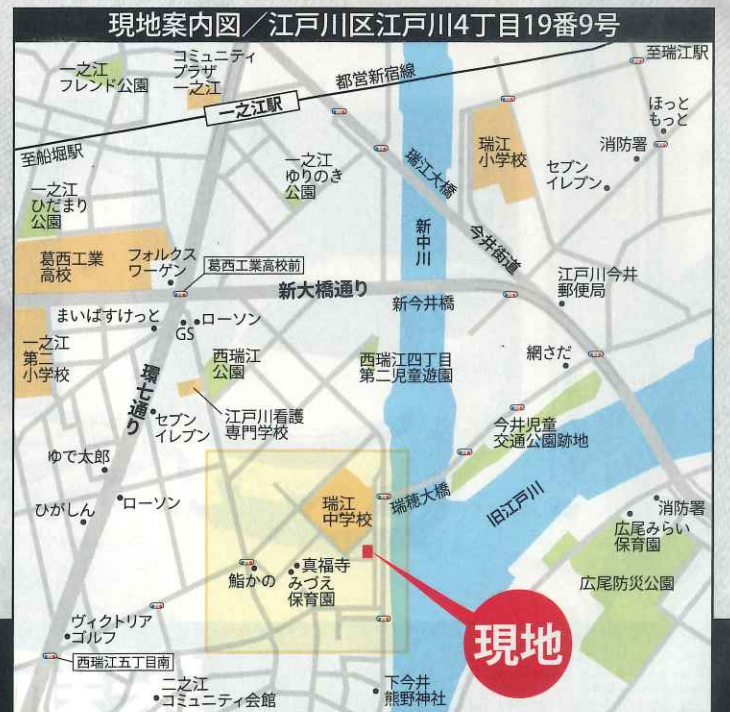 現地案内図／江戸川区江戸川4丁目19番9号
一之江
フレンド公園
コミュニティ
プラザ
一之江
都営新宿線
至瑞江駅
一之江駅
至船堀駅
ほっと
もっと
消防署
瑞江
小学校
セブン
イレブン
一之江
ゆりのき
公園
瑞江大橋
一之江
ひだまり
公園
新中川
今井街道
葛西工業
高校
フォルクス
ワーゲン
葛西工業高校前
新大橋通り
新今井橋
江戸川今井
郵便局
まいばすけっと
GS
ローソン
一之江
第二
小学校
西瑞江
公園
西瑞江四丁目
第二児童遊園
網さだ
環七通り
セブン
イレブン
江戸川看護
専門学校
今井児童
交通公園跡地
ゆで太郎
ローソン
ひがしん
瑞江
中学校
瑞穂大橋
旧江戸川
消防署
広尾みらい
保育園
広尾防災公園
鮨かの
真福寺
みづえ
保育園
現地
ヴィクトリア
ゴルフ
西瑞江五丁目南
二之江
コミュニティ会館
下今井
熊野神社